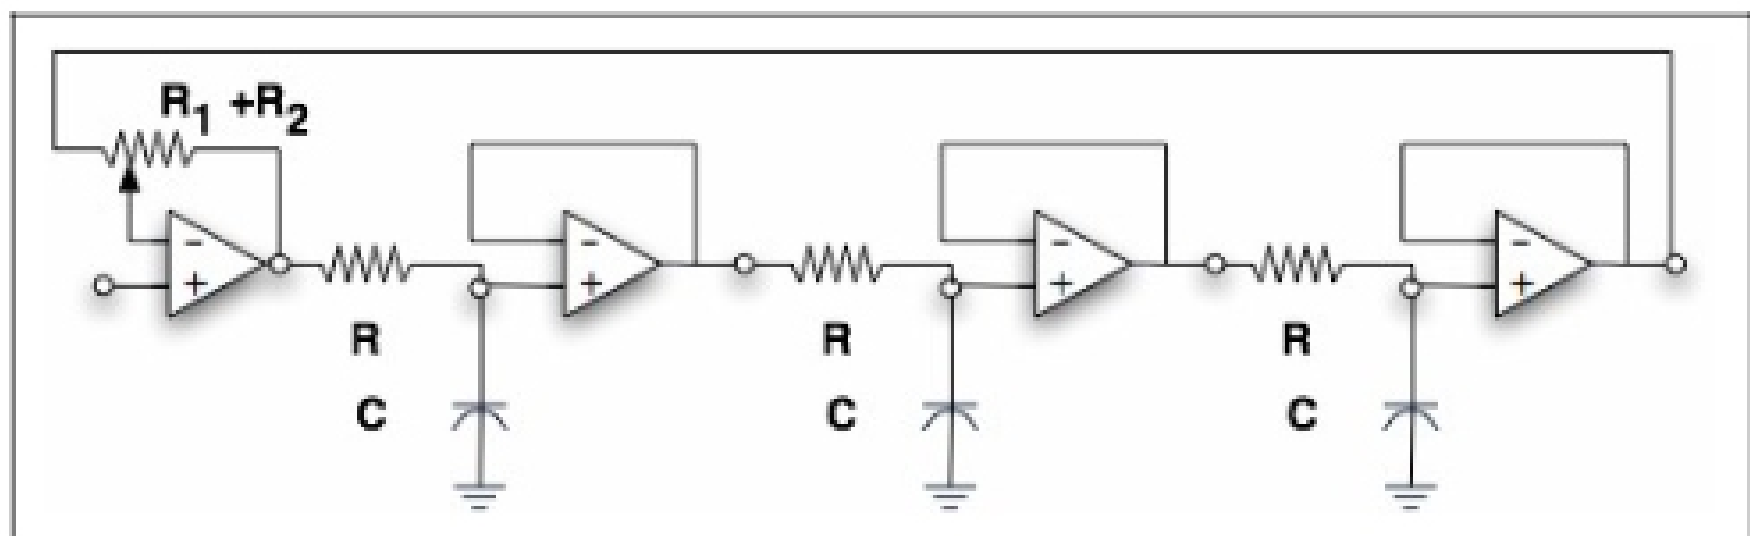 R1 +R2
− − − −
+ + + +
R R R
C C C